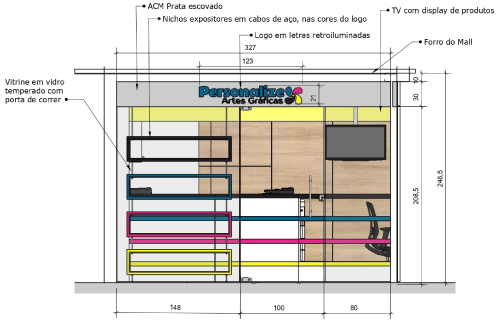 ACM Prata escovado
TV com display de produtos
Nichos expositores em cabos de aço, nas cores do logo
Logo em letras retroiluminadas
Forro do Mall
327
123
Vitrine em vidro
temperado com
porta de correr
Personalize
Artes Gráficas
21
10
30
248,5
208,5
148
100
80